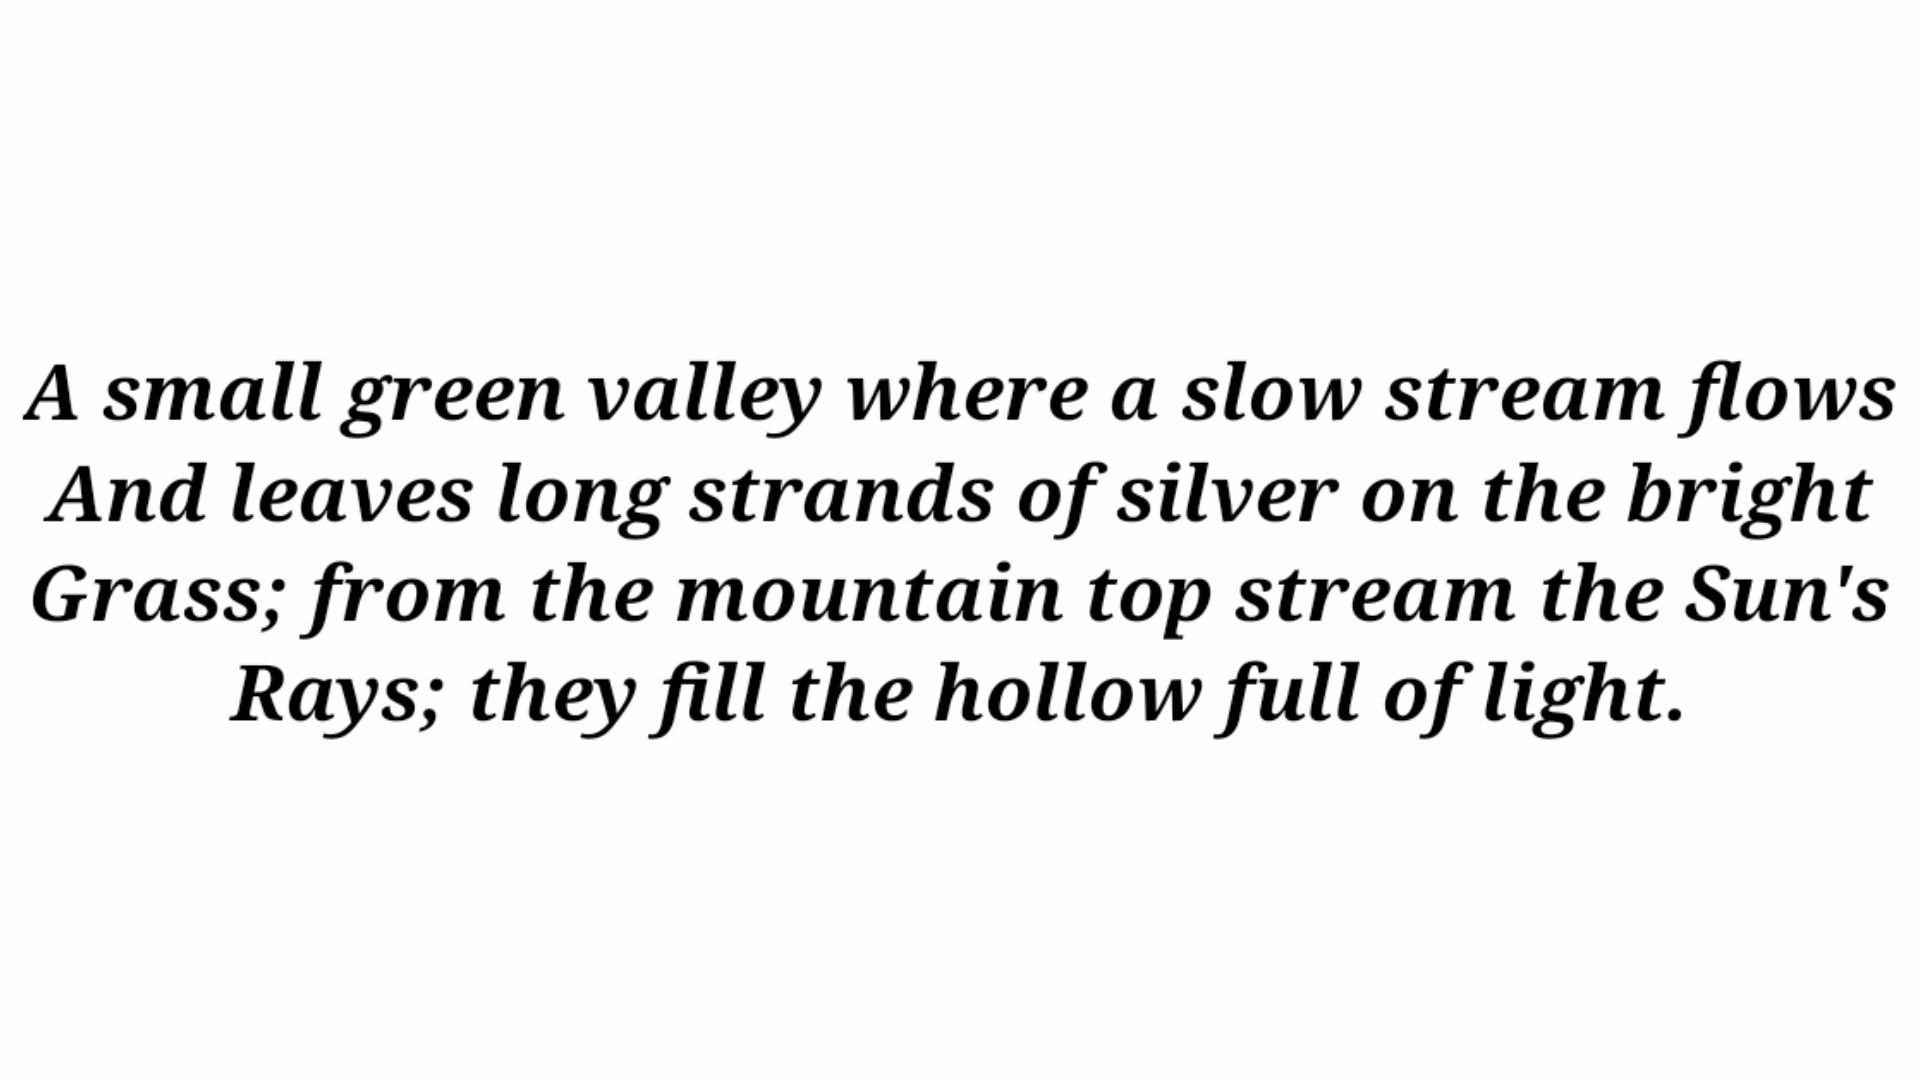 A small green valley where a slow stream flows
And leaves long strands of silver on the bright
Grass; from the mountain top stream the Sun's
Rays; they fill the hollow full of light.